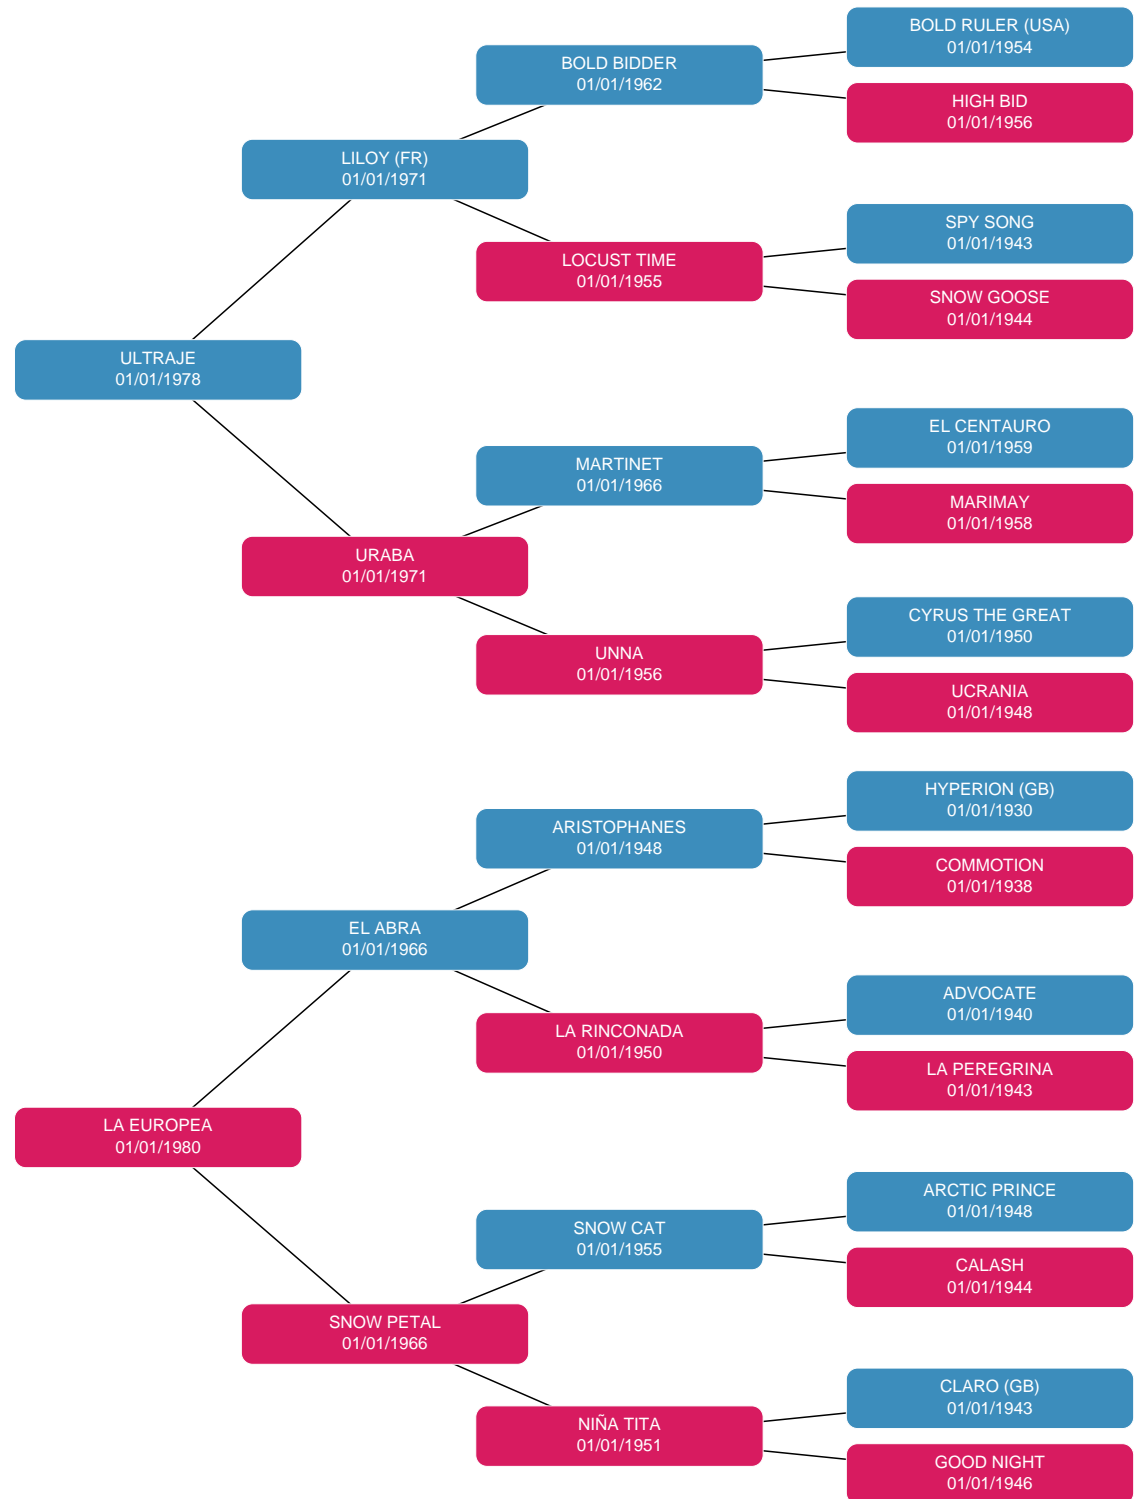 BOLD RULER (USA)
01/01/1954
BOLD BIDDER
01/01/1962
HIGH BID
01/01/1956
LILOY (FR)
01/01/1971
SPY SONG
01/01/1943
LOCUST TIME
01/01/1955
SNOW GOOSE
01/01/1944
ULTRAJE
01/01/1978
EL CENTAURO
01/01/1959
MARTINET
01/01/1966
MARIMAY
01/01/1958
URABA
01/01/1971
CYRUS THE GREAT
01/01/1950
UNNA
01/01/1956
UCRANIA
01/01/1948
HYPERION (GB)
01/01/1930
ARISTOPHANES
01/01/1948
COMMOTION
01/01/1938
EL ABRA
01/01/1966
ADVOCATE
01/01/1940
LA RINCONADA
01/01/1950
LA PEREGRINA
01/01/1943
LA EUROPEA
01/01/1980
ARCTIC PRINCE
01/01/1948
SNOW CAT
01/01/1955
CALASH
01/01/1944
SNOW PETAL
01/01/1966
CLARO (GB)
01/01/1943
NIÑA TITA
01/01/1951
GOOD NIGHT
01/01/1946